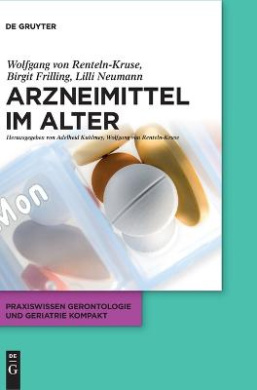 DE GRUYTER
Wolfgang von Renteln-Kruse,
Birgit Frilling, Lilli Neumann
ARZNEIMITTEL
IM ALTER
Herausgegeben von Adelheid Kuhlmey, Wolfgang von Renteln-Kruse
Mon
PRAXISWISSEN GERONTOLOGIE
UND GERIATRIE KOMPAKT
DE
G